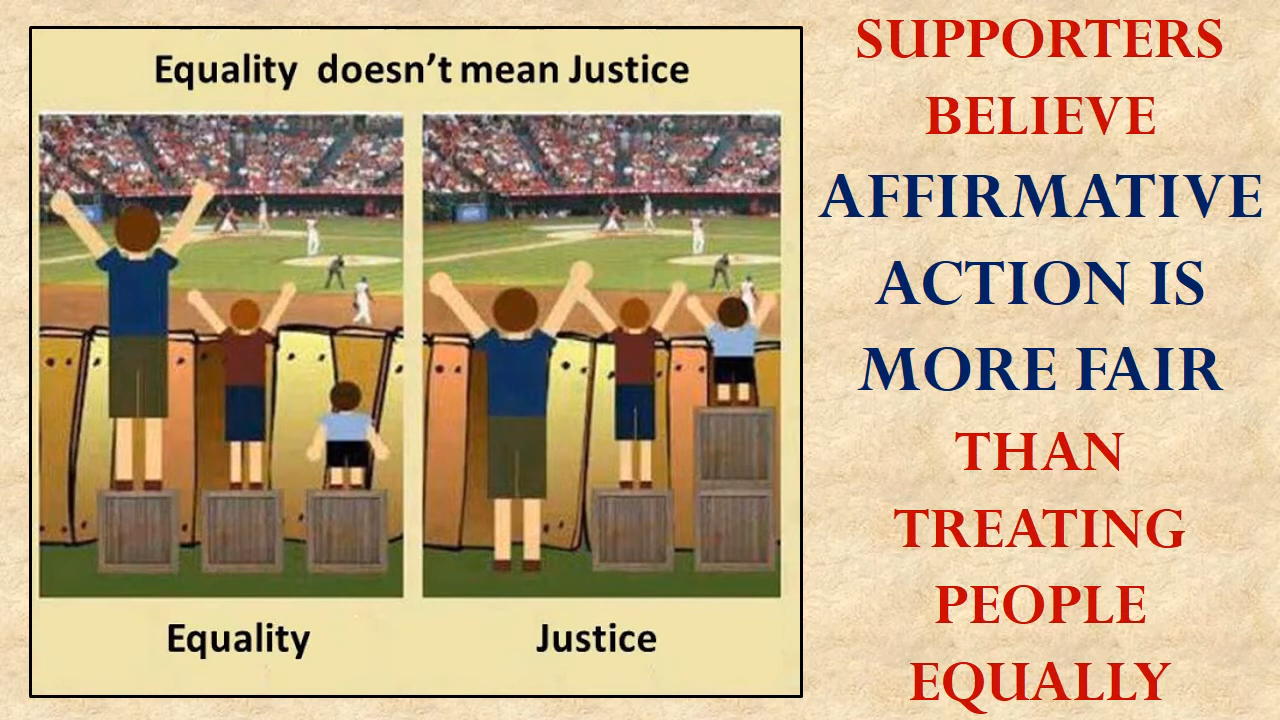 Equality doesn't mean Justice
Equality
Justice
SUPPORTERS
BELIEVE
AFFIRMATIVE
ACTION IS
MORE FAIR
THAN
TREATING
PEOPLE
EQUALLY